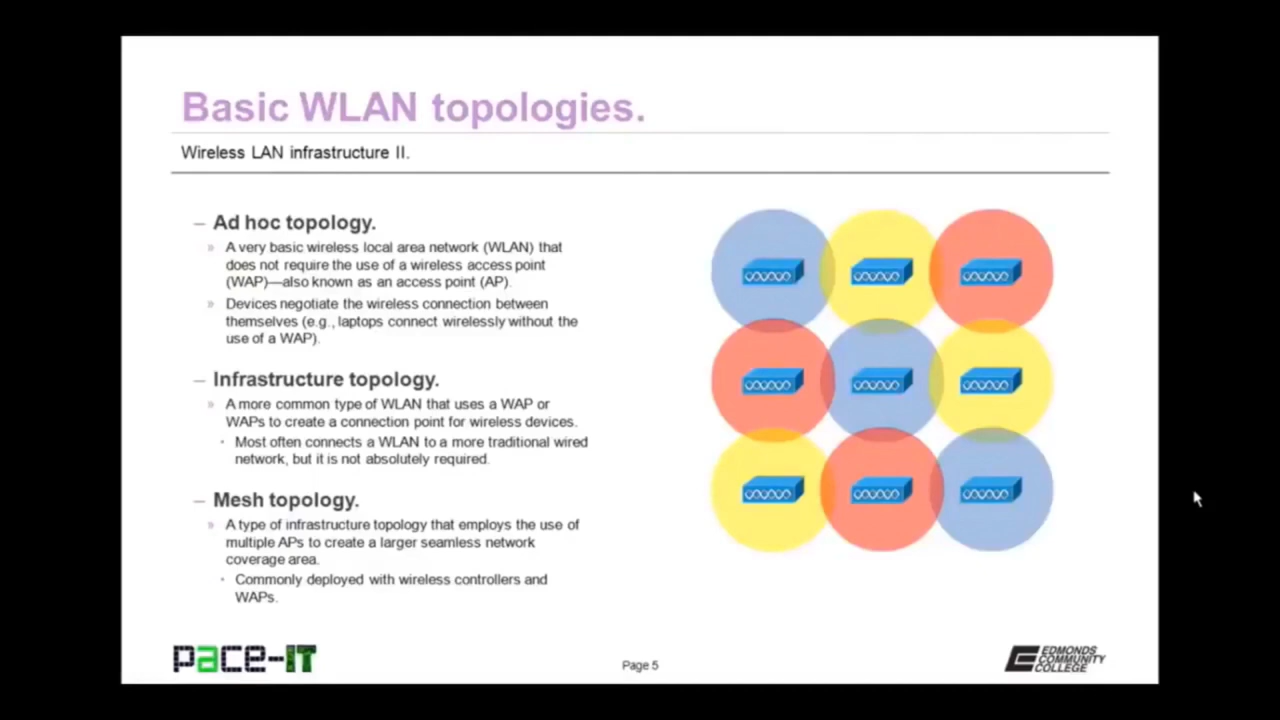 Basic WLAN topologies.
Wireless LAN infrastructure II.
– Ad hoc topology.
» A very basic wireless local area network (WLAN) that
does not require the use of a wireless access point
(WAP)—also known as an access point (AP).
» Devices negotiate the wireless connection between
themselves (e.g., laptops connect wirelessly without the
use of a WAP).
– Infrastructure topology.
» A more common type of WLAN that uses a WAP or
WAPs to create a connection point for wireless devices.
• Most often connects a WLAN to a more traditional wired
network, but it is not absolutely required.
– Mesh topology.
» A type of infrastructure topology that employs the use of
multiple APs to create a larger seamless network
coverage area.
• Commonly deployed with wireless controllers and
WAPs.
pace-IT
Page 5
EDMONDS
COMMUNITY
COLLEGE